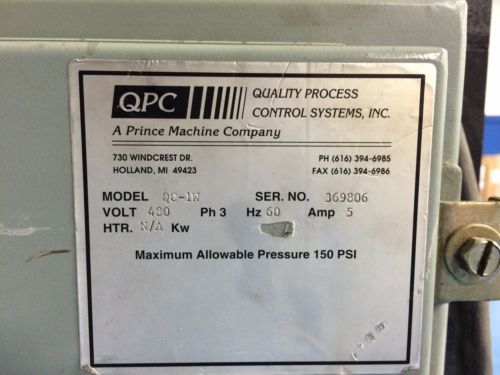 QPC QUALITY PROCESS
CONTROL SYSTEMS, INC.
A Prince Machine Company
730 WINDCREST DR. PH (616) 394-6985
HOLLAND, MI 49423 FAX (616) 394-6986
MODEL QC-1W SER. NO. 369806
VOLT 480 Ph 3 Hz 60 Amp 5
HTR. N/A Kw
Maximum Allowable Pressure 150 PSI